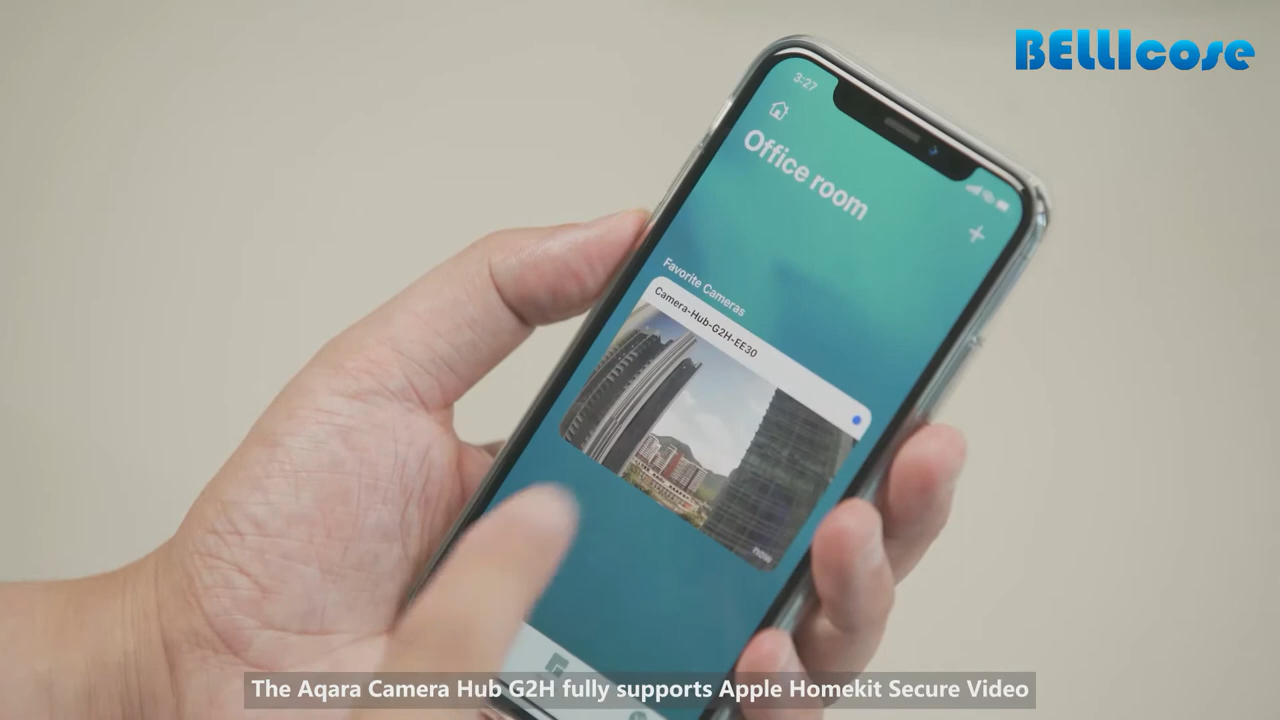 BELLIcose
3:27
Office room
Favorite Cameras
Camera-Hub-G2H-EE30
now
The Aqara Camera Hub G2H fully supports Apple Homekit Secure Video